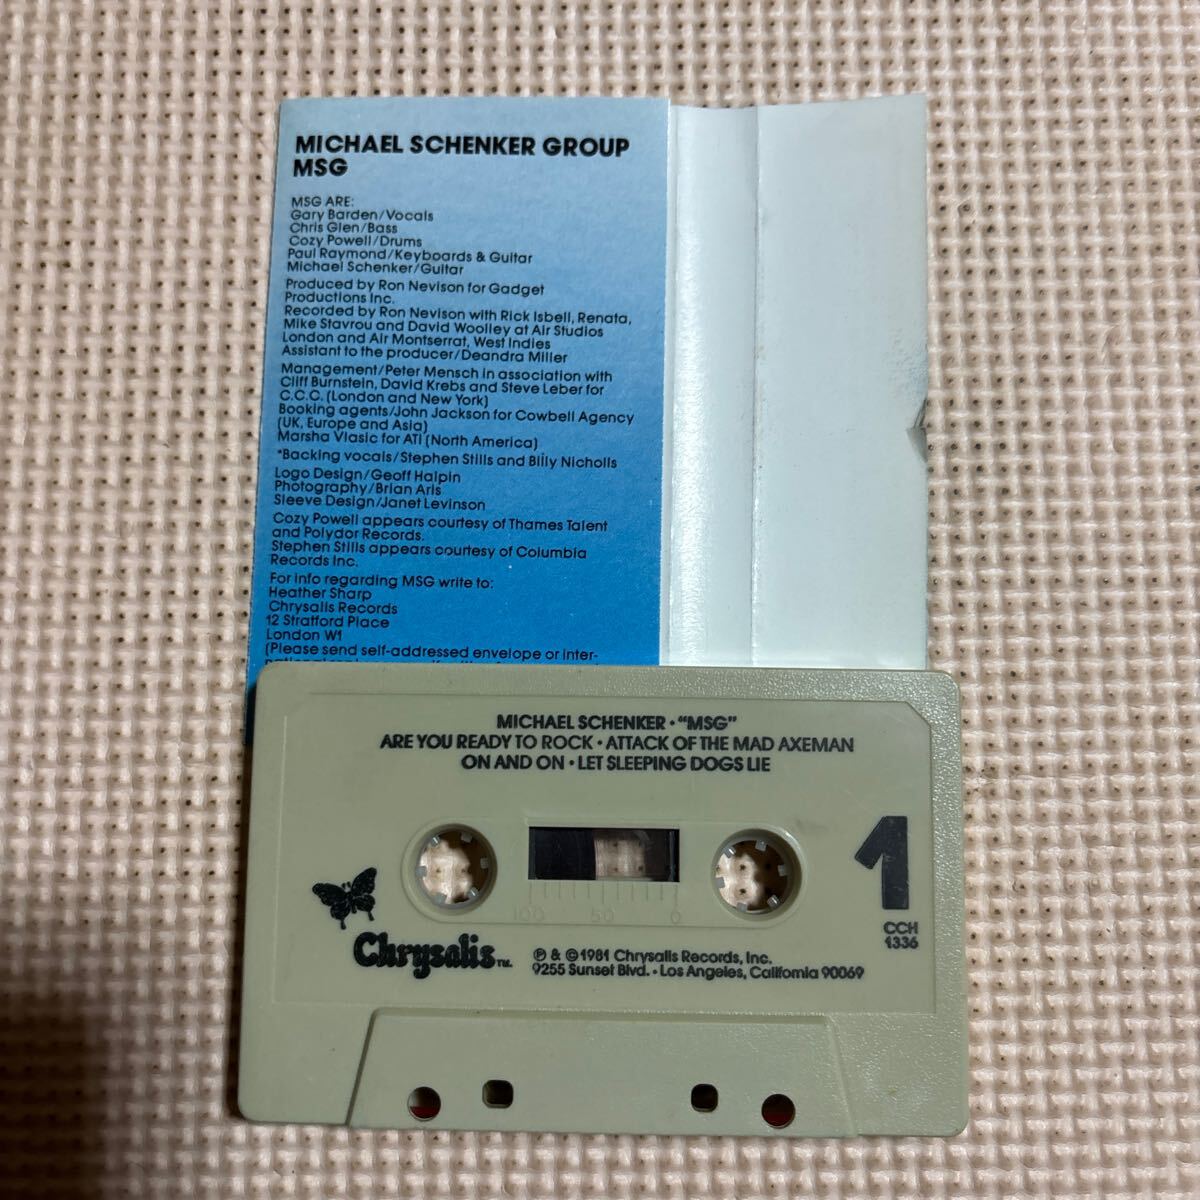 MICHAEL SCHENKER GROUP
MSG
MSG ARE:
Gary Barden/Vocals
Chris Glen/Bass
Cozy Powell/Drums
Paul Raymond/Keyboards & Guitar
Michael Schenker/Guitar
Produced by Ron Nevison for Gadget
Productions Inc.
Recorded by Ron Nevison with Rick Isbell, Renata,
Mike Stavrou and David Woolley at Air Studios
London and Air Montserrat, West Indies
Assistant to the producer/Deandra Miller
Management/Peter Mensch in association with
Cliff Burnstein, David Krebs and Steve Leber for
C.C.C. (London and New York)
Booking agents/John Jackson for Cowbell Agency
(UK, Europe and Asia)
Marsha Vlasic for ATI (North America)
*Backing vocals/Stephen Stills and Billy Nicholls
Logo Design/Geoff Halpin
Photography/Brian Aris
Sleeve Design/Janet Levinson
Cozy Powell appears courtesy of Thames Talent
and Polydor Records.
Stephen Stills appears courtesy of Columbia
Records Inc.
For info regarding MSG write to:
Heather Sharp
Chrysalis Records
12 Stratford Place
London W1
(Please send self-addressed envelope or inter-
MICHAEL SCHENKER • "MSG"
ARE YOU READY TO ROCK • ATTACK OF THE MAD AXEMAN
ON AND ON • LET SLEEPING DOGS LIE
1
100 50 0
CCH
1336
Chrysalis TM.
℗ & © 1981 Chrysalis Records, Inc.
9255 Sunset Blvd. • Los Angeles, California 90069